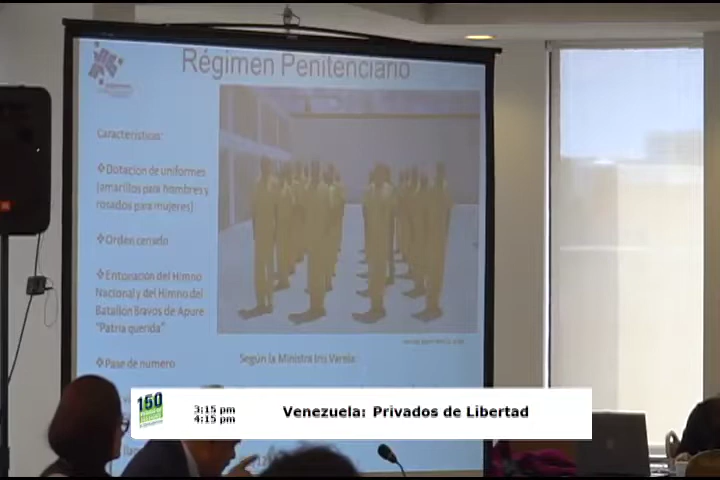 Régimen Penitenciario
Características:
❖Dotación de uniformes
(amarillos para hombres y
rosados para mujeres)
❖Orden cerrado
❖Entonación del Himno
Nacional y del Himno del
Batallón Bravos de Apure
"Patria querida"
❖Pase de numero
Según la Ministra Iris Varela
150
3:15 pm
4:15 pm
Venezuela: Privados de Libertad